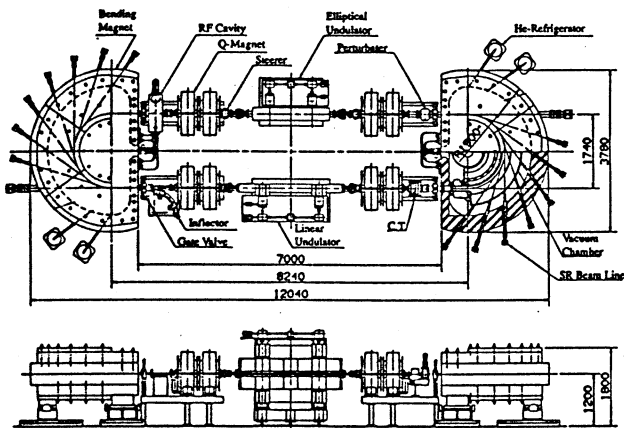 Bending
Magnet
RF Cavity
Q-Magnet
Steerer
Elliptical
Undulator
Perturbater
He-Refrigerator
1740
3780
Inflector
Gate Valve
Linear
Undulator
C.T.
Vacuum
Chamber
SR Beam Line
7000
8240
12040
1200
1800